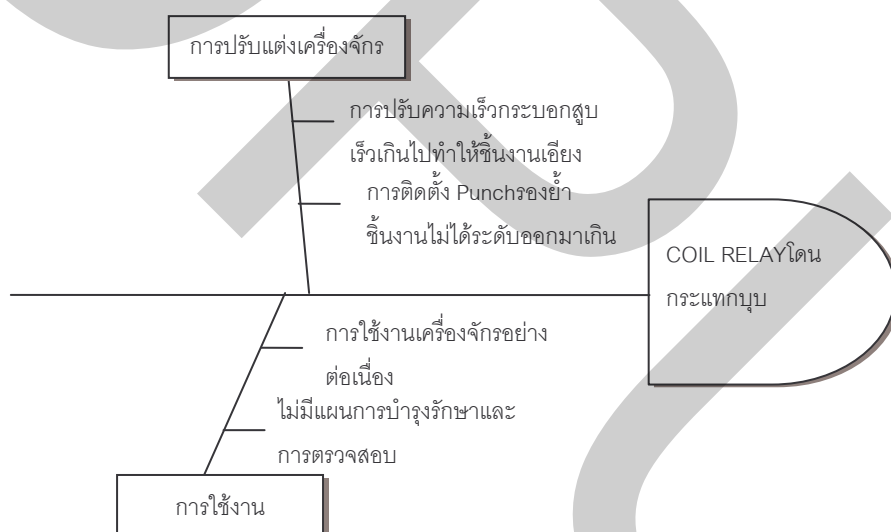 การปรับแต่งเครื่องจักร
การปรับความเร็วกระบอกสูบ
เร็วเกินไปทำให้ชิ้นงานเอียง
การติดตั้ง Punchรองย้ำ
ชิ้นงานไม่ได้ระดับออกมาเกิน
COIL RELAYโดน
กระแทกบุบ
การใช้งานเครื่องจักรอย่าง
ต่อเนื่อง
ไม่มีแผนการบำรุงรักษาและ
การตรวจสอบ
การใช้งาน